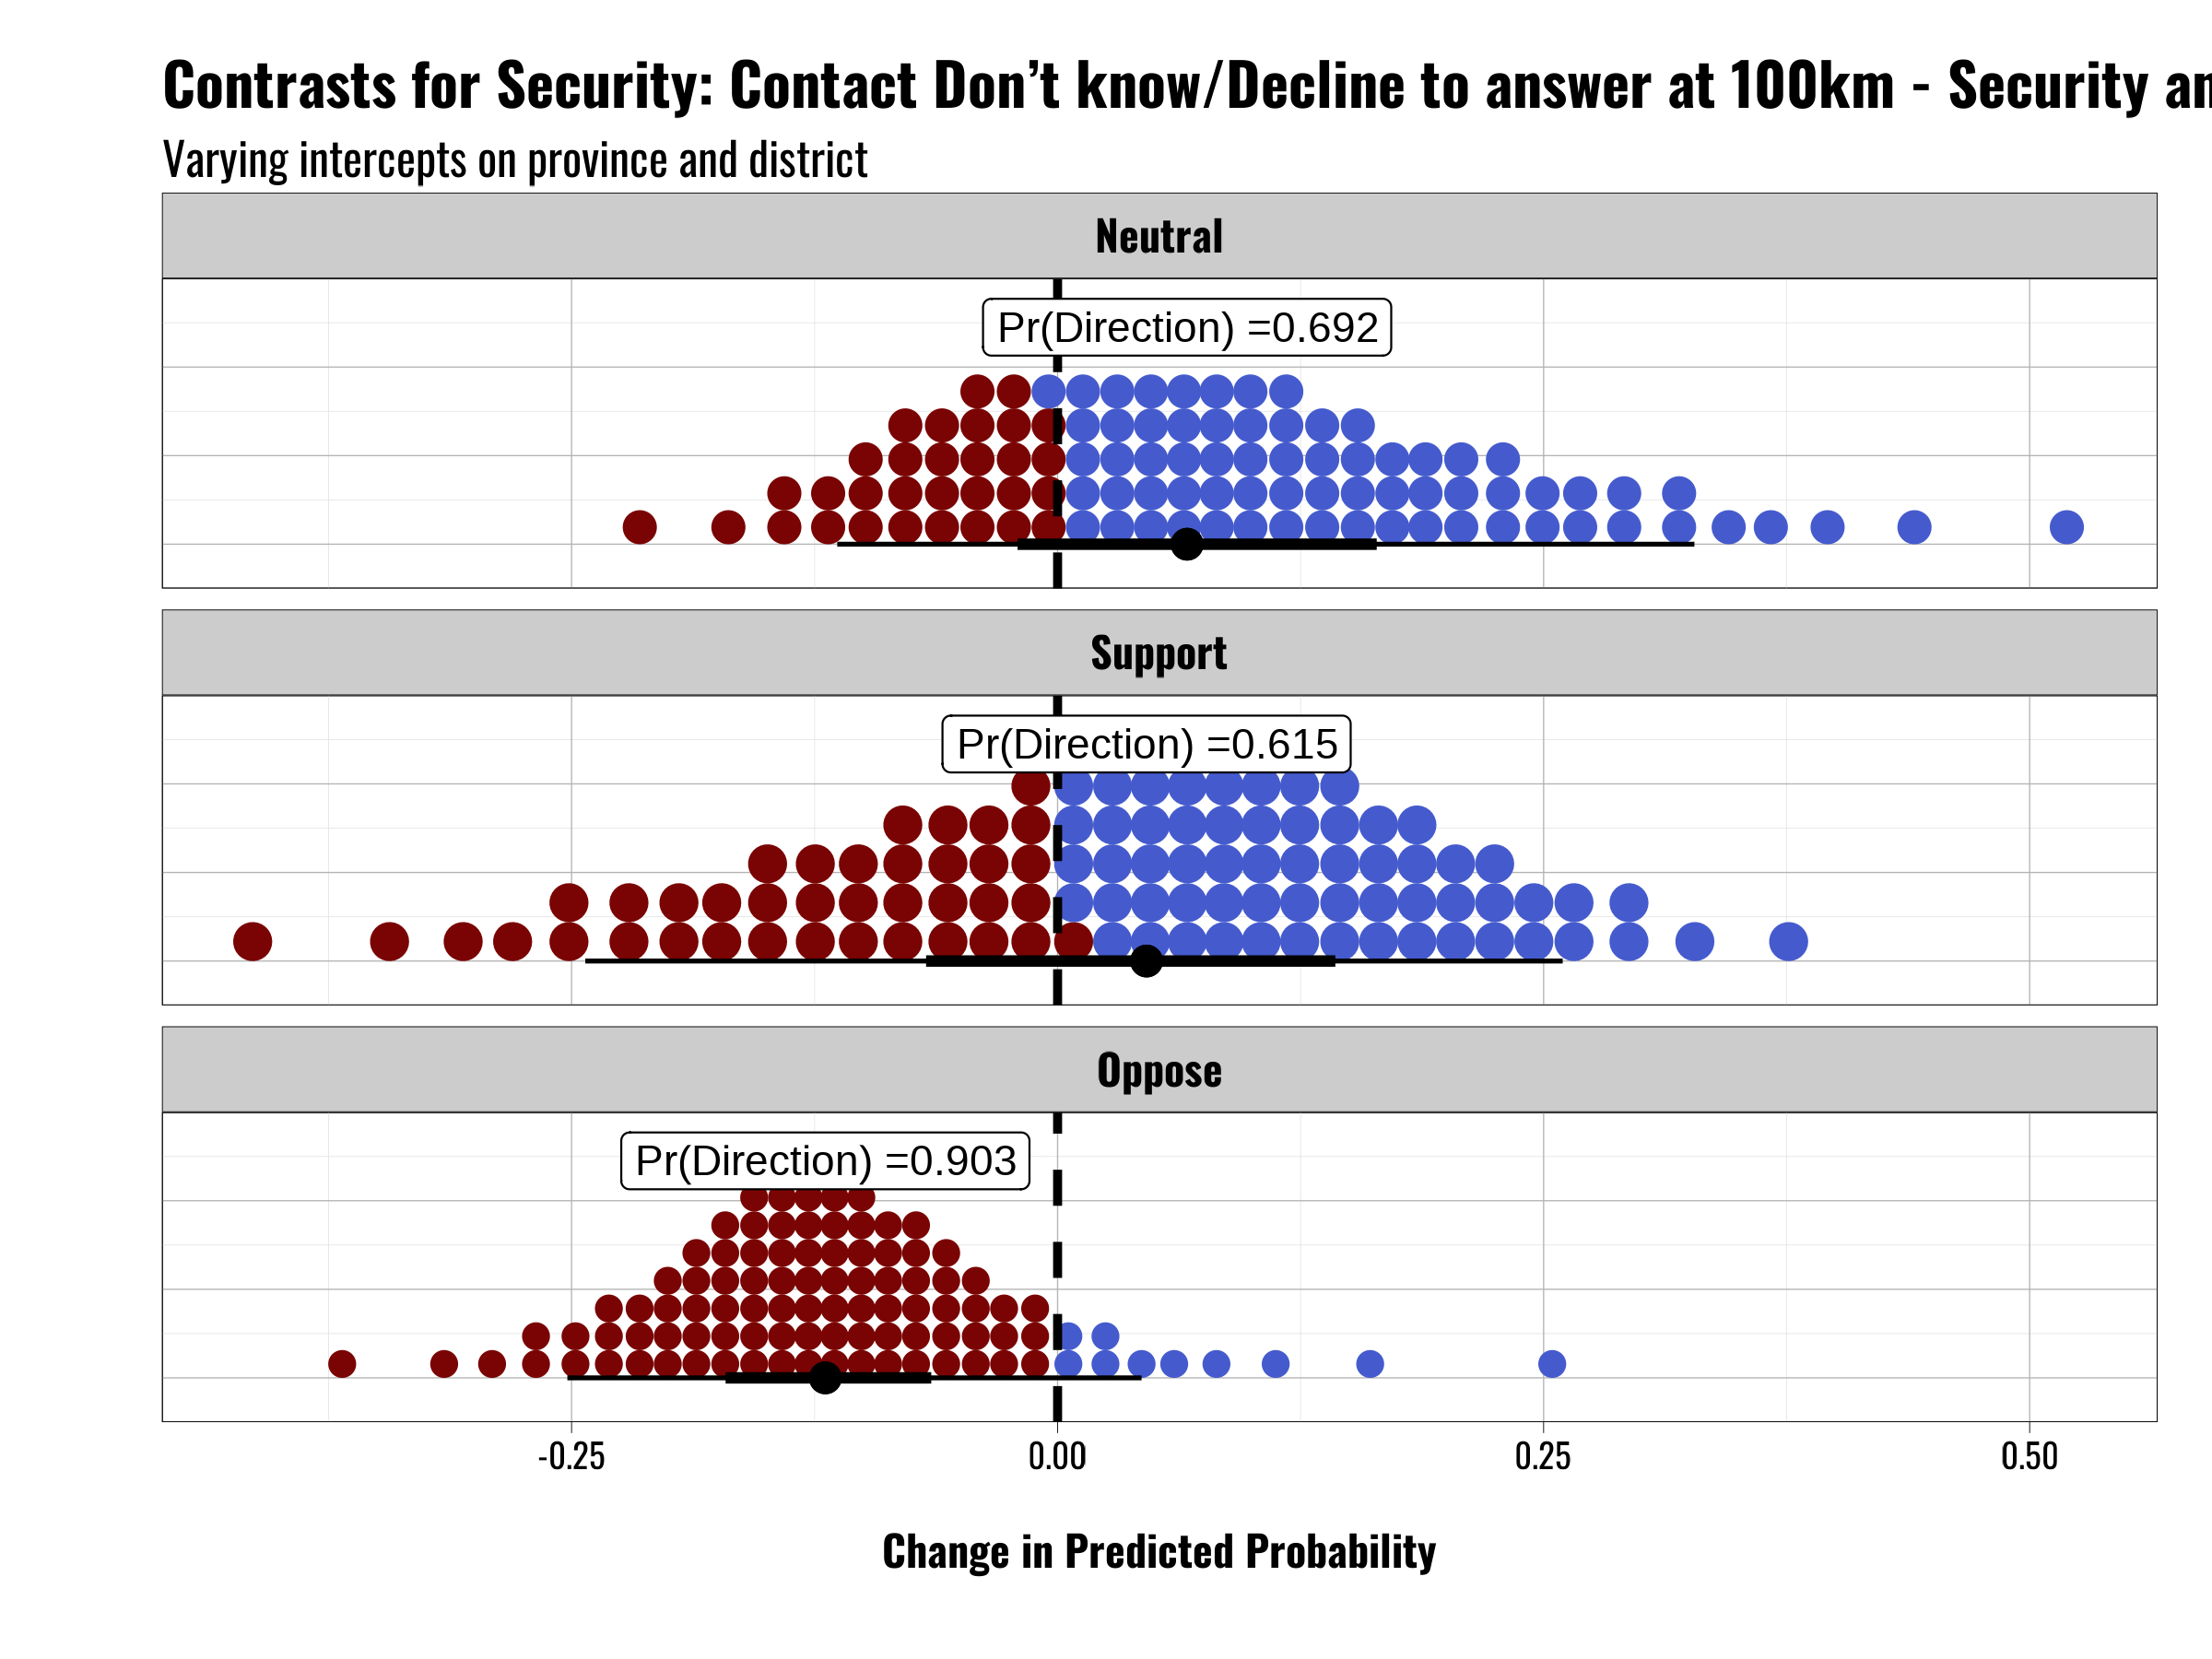 Contrasts for Security: Contact Don’t know/Decline to answer at 100km - Security
Varying intercepts on province and district
Neutral
Pr(Direction) =0.692
Support
Pr(Direction) =0.615
Oppose
Pr(Direction) =0.903
-0.25 0.00 0.25 0.50
Change in Predicted Probability